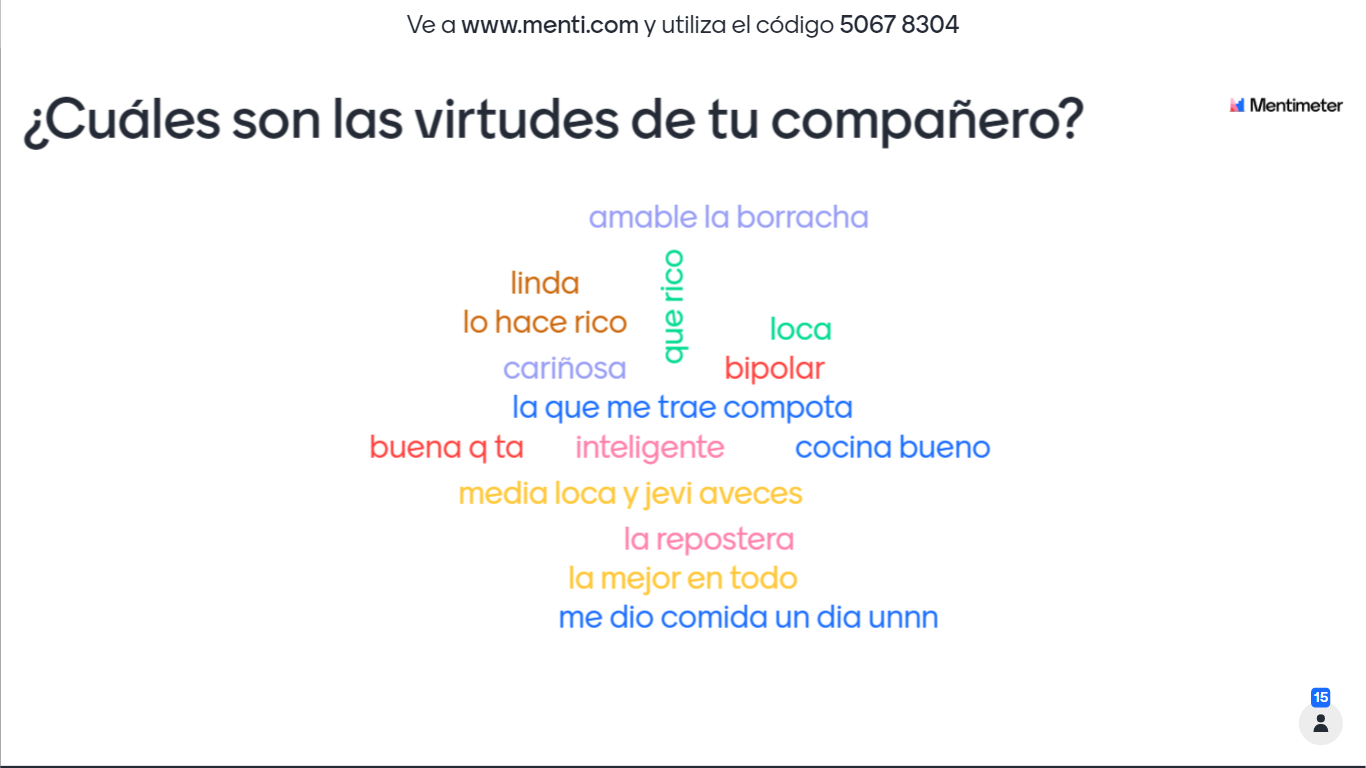 Ve a www.menti.com y utiliza el código 5067 8304
¿Cuáles son las virtudes de tu compañero?
Mentimeter
amable la borracha
que rico
linda
lo hace rico
loca
cariñosa
bipolar
la que me trae compota
buena q ta
inteligente
cocina bueno
media loca y jevi aveces
la repostera
la mejor en todo
me dio comida un dia unnn
15